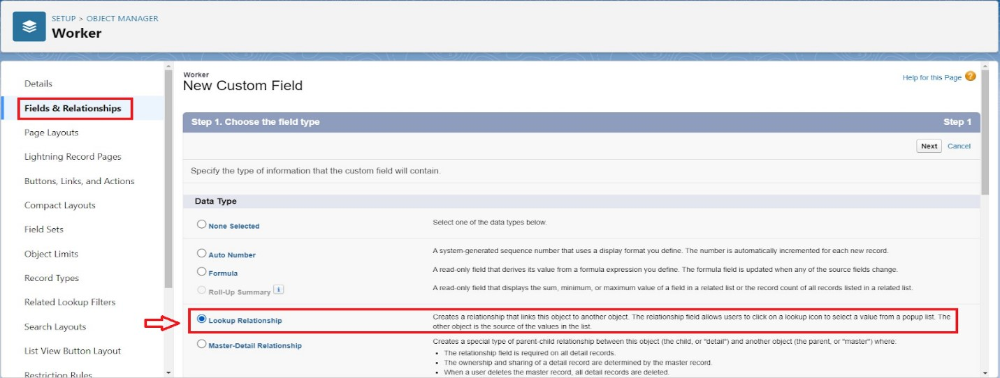 SETUP > OBJECT MANAGER
Worker
Details
Fields & Relationships
Page Layouts
Lightning Record Pages
Buttons, Links, and Actions
Compact Layouts
Field Sets
Object Limits
Record Types
Related Lookup Filters
Search Layouts
List View Button Layout
Restriction Rules
Worker
New Custom Field
Help for this Page ?
Step 1. Choose the field type Step 1
Next Cancel
Specify the type of information that the custom field will contain.
Data Type
None Selected Select one of the data types below.
Auto Number A system-generated sequence number that uses a display format you define. The number is automatically incremented for each new record.
Formula A read-only field that derives its value from a formula expression you define. The formula field is updated when any of the source fields change.
Roll-Up Summary i A read-only field that displays the sum, minimum, or maximum value of a field in a related list or the record count of all records listed in a related list.
Lookup Relationship Creates a relationship that links this object to another object. The relationship field allows users to click on a lookup icon to select a value from a popup list. The
other object is the source of the values in the list.
Master-Detail Relationship Creates a special type of parent-child relationship between this object (the child, or "detail") and another object (the parent, or "master") where:
• The relationship field is required on all detail records.
• The ownership and sharing of a detail record are determined by the master record.
• When a user deletes the master record, all detail records are deleted.